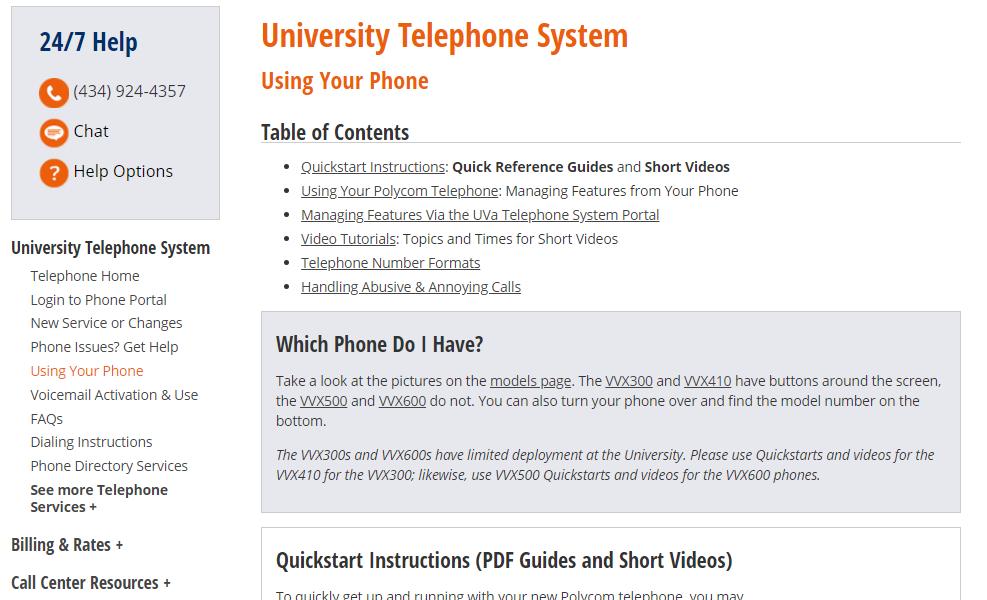 24/7 Help
(434) 924-4357
Chat
? Help Options
University Telephone System
Telephone Home
Login to Phone Portal
New Service or Changes
Phone Issues? Get Help
Using Your Phone
Voicemail Activation & Use
FAQs
Dialing Instructions
Phone Directory Services
See more Telephone
Services +
Billing & Rates +
Call Center Resources +
University Telephone System
Using Your Phone
Table of Contents
• Quickstart Instructions: Quick Reference Guides and Short Videos
• Using Your Polycom Telephone: Managing Features from Your Phone
• Managing Features Via the UVa Telephone System Portal
• Video Tutorials: Topics and Times for Short Videos
• Telephone Number Formats
• Handling Abusive & Annoying Calls
Which Phone Do I Have?
Take a look at the pictures on the models page. The VVX300 and VVX410 have buttons around the screen,
the VVX500 and VVX600 do not. You can also turn your phone over and find the model number on the
bottom.
The VVX300s and VVX600s have limited deployment at the University. Please use Quickstarts and videos for the
VVX410 for the VVX300; likewise, use VVX500 Quickstarts and videos for the VVX600 phones.
Quickstart Instructions (PDF Guides and Short Videos)
To quickly get up and running with your new Polycom telephone, you may